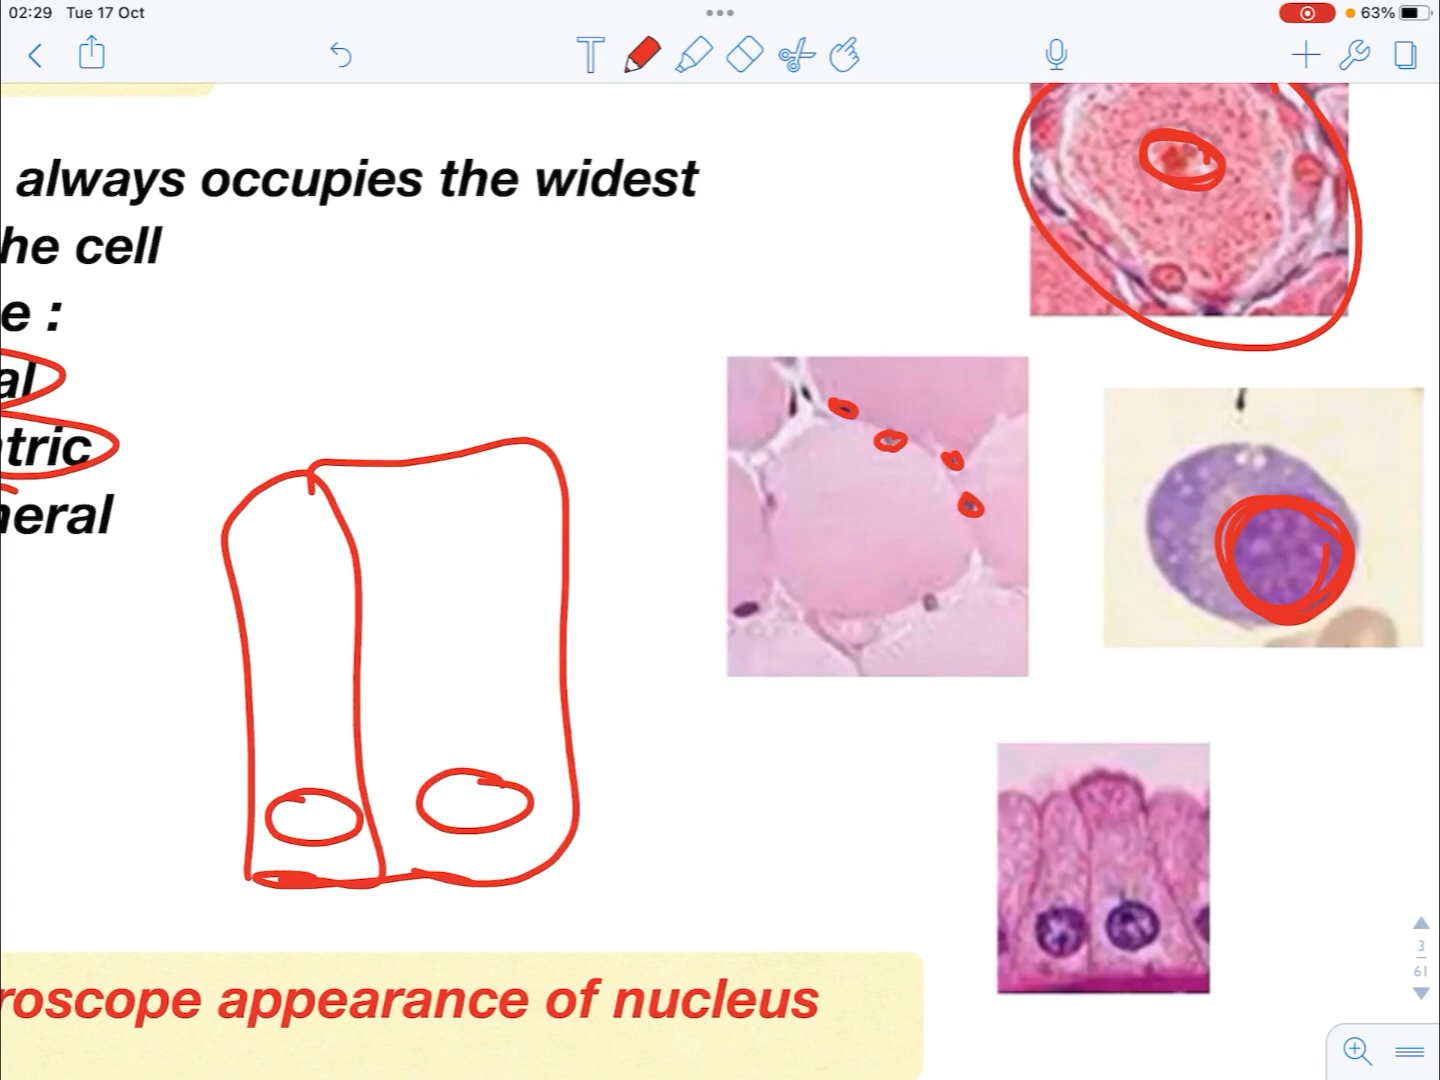 02:29 Tue 17 Oct
63%
T
always occupies the widest
he cell
e :
al
tric
heral
3
61
roscope appearance of nucleus